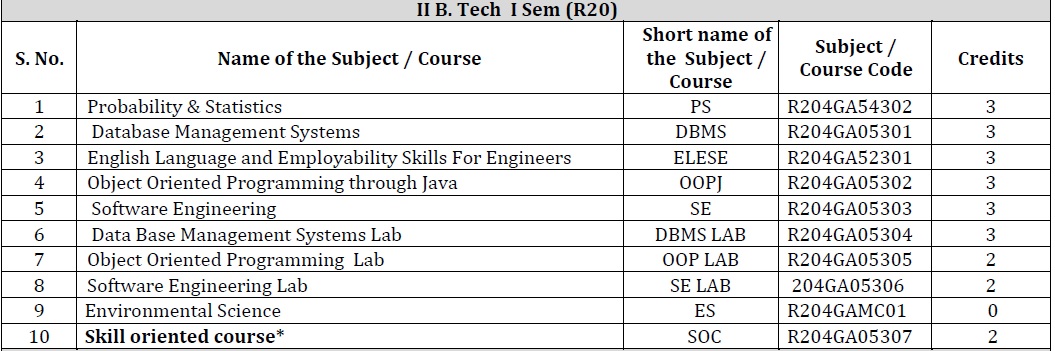 II B. Tech I Sem (R20)
S. No. Name of the Subject / Course Short name of the Subject / Course Subject / Course Code Credits
1 Probability & Statistics PS R204GA54302 3
2 Database Management Systems DBMS R204GA05301 3
3 English Language and Employability Skills For Engineers ELESE R204GA52301 3
4 Object Oriented Programming through Java OOPJ R204GA05302 3
5 Software Engineering SE R204GA05303 3
6 Data Base Management Systems Lab DBMS LAB R204GA05304 3
7 Object Oriented Programming Lab OOP LAB R204GA05305 2
8 Software Engineering Lab SE LAB 204GA05306 2
9 Environmental Science ES R204GAMC01 0
10 Skill oriented course* SOC R204GA05307 2